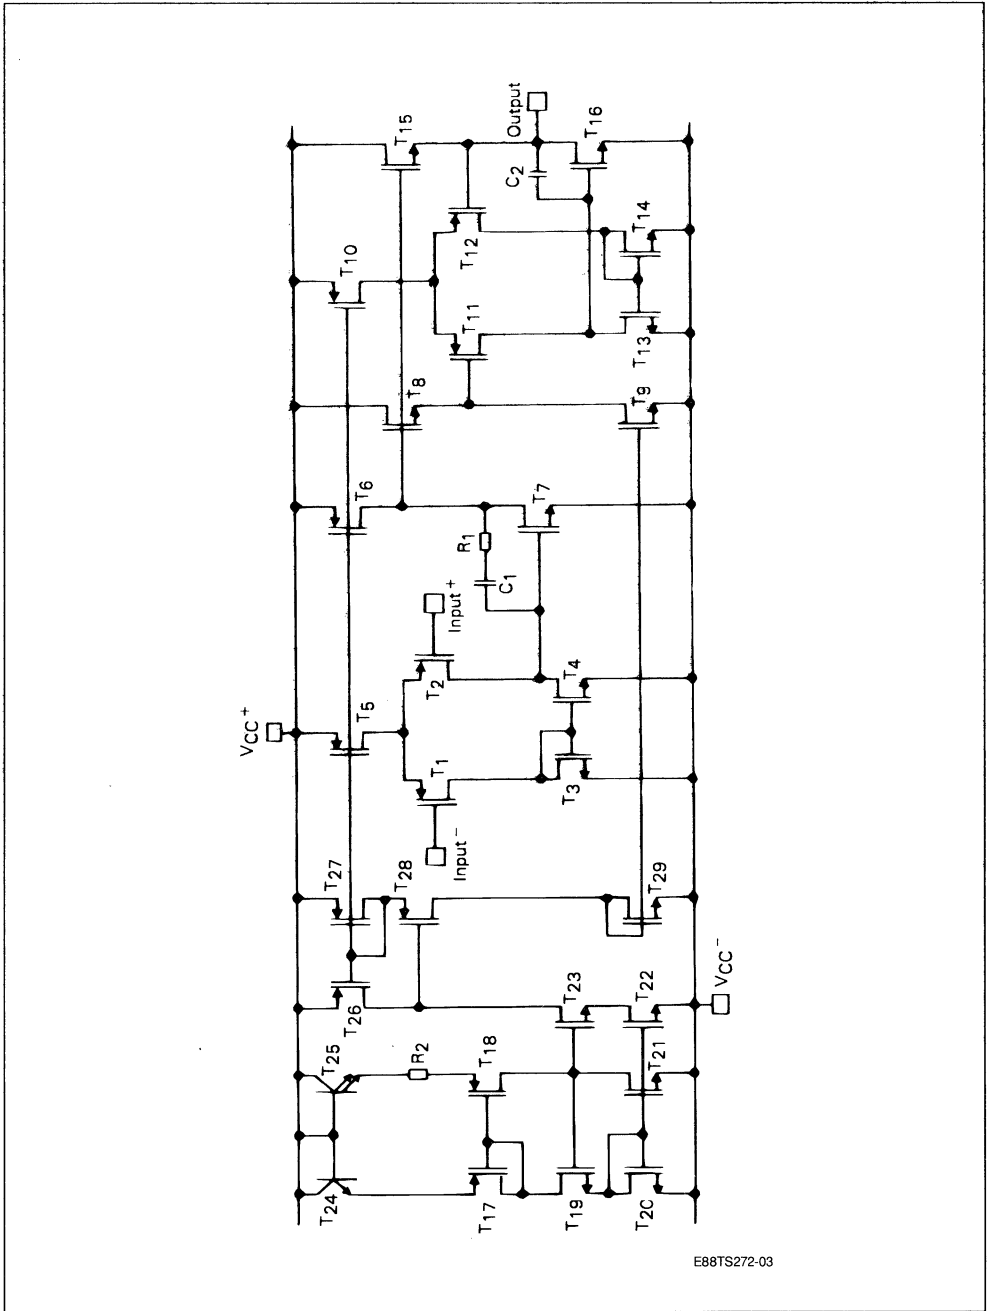 VCC+
T24
T25
R2
T17
T18
T19
T2C
T21
T26
T27
T28
T23
T22
T29
VCC-
T5
T1
T2
Input-
Input+
T3
T4
T6
C1
R1
T7
T8
T9
T10
T11
T12
T13
T14
T15
Output
C2
T16
E88TS272-03